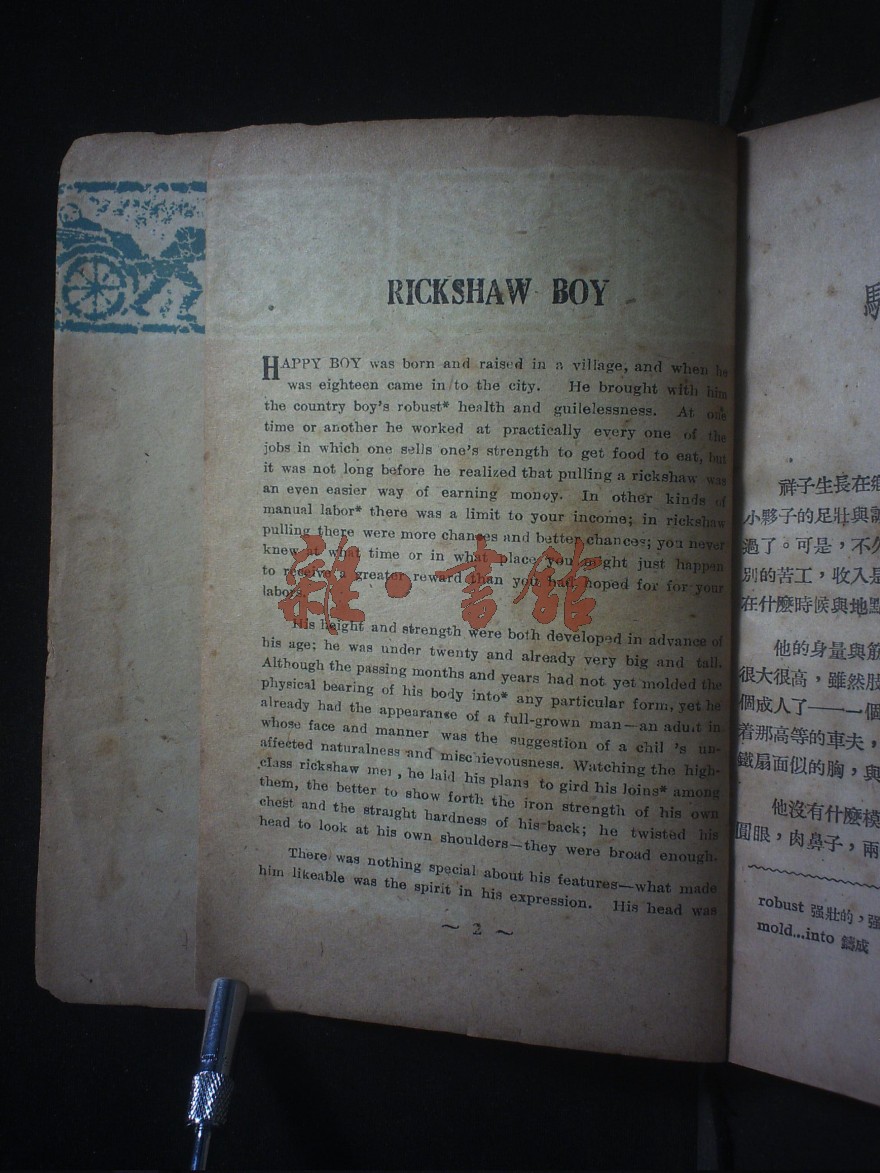 RICKSHAW BOY
HAPPY BOY was born and raised in a village, and when he
was eighteen came in to the city. He brought with him
the country boy's robust* health and guilelessness. At one
time or another he worked at practically every one of the
jobs in which one sells one's strength to get food to eat, but
it was not long before he realized that pulling a rickshaw was
an even easier way of earning money. In other kinds of
manual labor* there was a limit to your income; in rickshaw
pulling there were more chances and better chances; you never
knew at what time or in what place you might just happen
to receive a greater reward than you had hoped for for your
labors.
His height and strength were both developed in advance of
his age; he was under twenty and already very big and tall.
Although the passing months and years had not yet molded the
physical bearing of his body into* any particular form, yet he
already had the appearance of a full-grown man—an adult in
whose face and manner was the suggestion of a chil 's un-
affected naturalness and mischievousness. Watching the high-
class rickshaw men, he laid his plans to gird his loins* among
them, the better to show forth the iron strength of his own
chest and the straight hardness of his back; he twisted his
head to look at his own shoulders—they were broad enough.
There was nothing special about his features—what made
him likeable was the spirit in his expression. His head was
~ 2 ~
雜·書館
祥子生長在鄉
小夥子的足壯與誠
過了。可是，不久
別的苦工，收入是
在什麼時候與地點
他的身量與筋
很大很高，雖然肢
個成人了——一個
着那高等的車夫，
鐵扇面似的胸，與
他沒有什麼模
圓眼，肉鼻子，兩
robust 强壯的，强
mold...into 鑄成